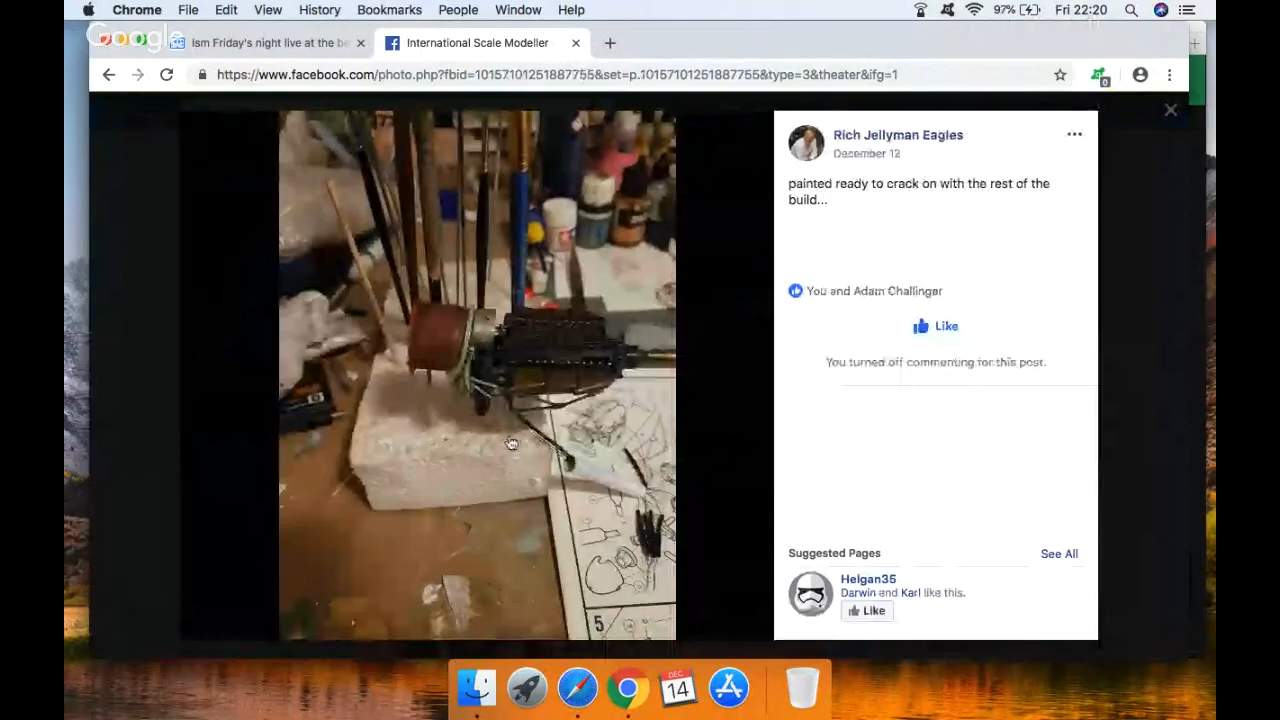 Chrome File Edit View History Bookmarks People Window Help 97% Fri 22:20
Google
Ism Friday's night live at the be
International Scale Modeller
https://www.facebook.com/photo.php?fbid=10157101251887755&set=p.10157101251887755&type=3&theater&ifg=1
0
Rich Jellyman Eagles
December 12
painted ready to crack on with the rest of the
build...
You and Adam Challinger
Like
You turned off commenting for this post.
Suggested Pages See All
Helgan35
Darwin and Karl like this.
Like
5
DEC
14